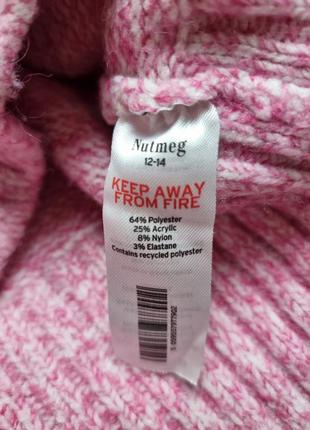 Nutmeg
12-14
KEEP AWAY
FROM FIRE
64% Polyester
25% Acrylic
8% Nylon
3% Elastane
Contains recycled polyester